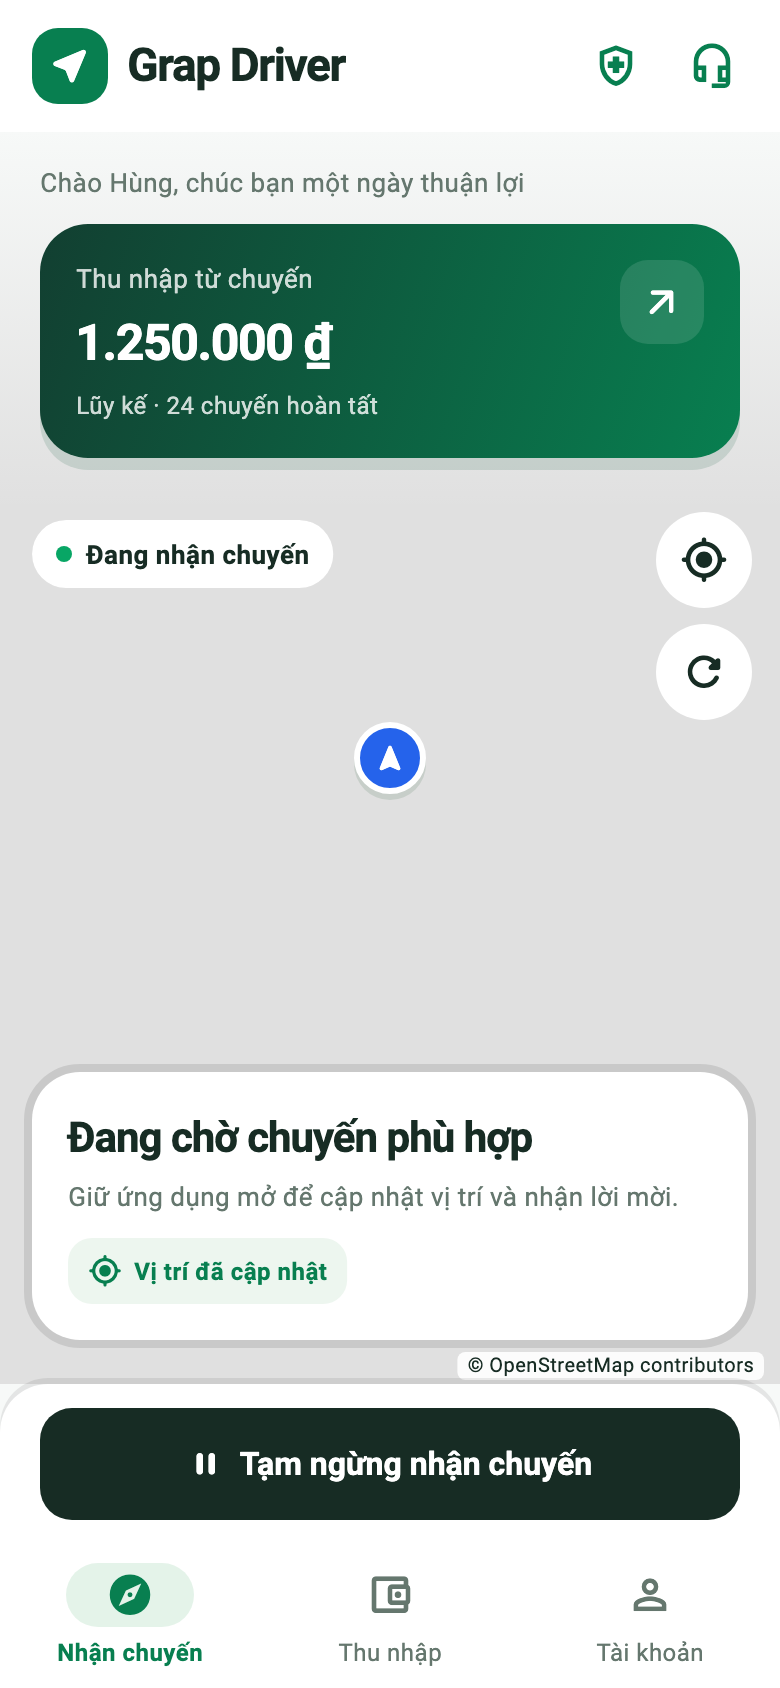 Grap Driver
Chào Hùng, chúc bạn một ngày thuận lợi
Thu nhập từ chuyến
1.250.000 ₫
Lũy kế · 24 chuyến hoàn tất
Đang nhận chuyến
Đang chờ chuyến phù hợp
Giữ ứng dụng mở để cập nhật vị trí và nhận lời mời.
Vị trí đã cập nhật
© OpenStreetMap contributors
Tạm ngừng nhận chuyến
Nhận chuyến
Thu nhập
Tài khoản